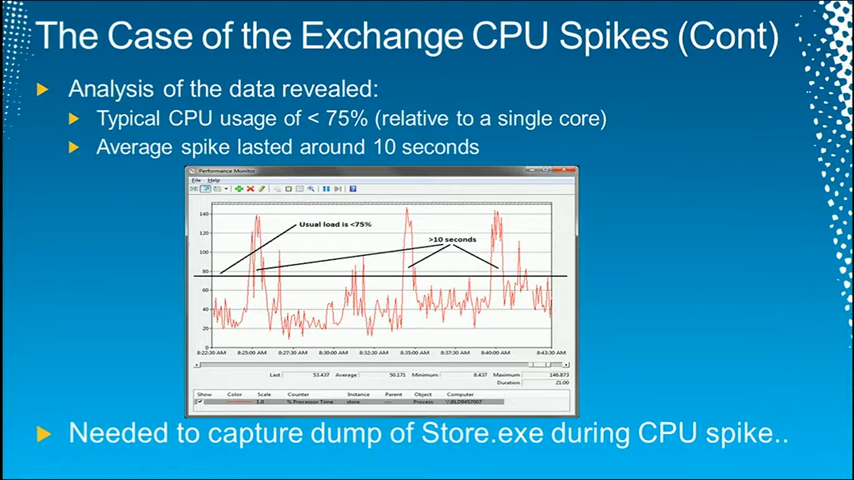 The Case of the Exchange CPU Spikes (Cont)
Analysis of the data revealed:
Typical CPU usage of < 75% (relative to a single core)
Average spike lasted around 10 seconds
Performance Monitor
File Help
140
120
100
80
60
40
20
0
Usual load is <75%
>10 seconds
8:22:30 AM 8:25:00 AM 8:27:30 AM 8:30:00 AM 8:32:30 AM 8:35:00 AM 8:37:30 AM 8:40:00 AM 8:43:30 AM
Last 53.437 Average 50.171 Minimum 8.437 Maximum 146.873
Duration 21:00
Show Color Scale Counter Instance Parent Object Computer
1.0 % Processor Time store --- Process
Needed to capture dump of Store.exe during CPU spike..